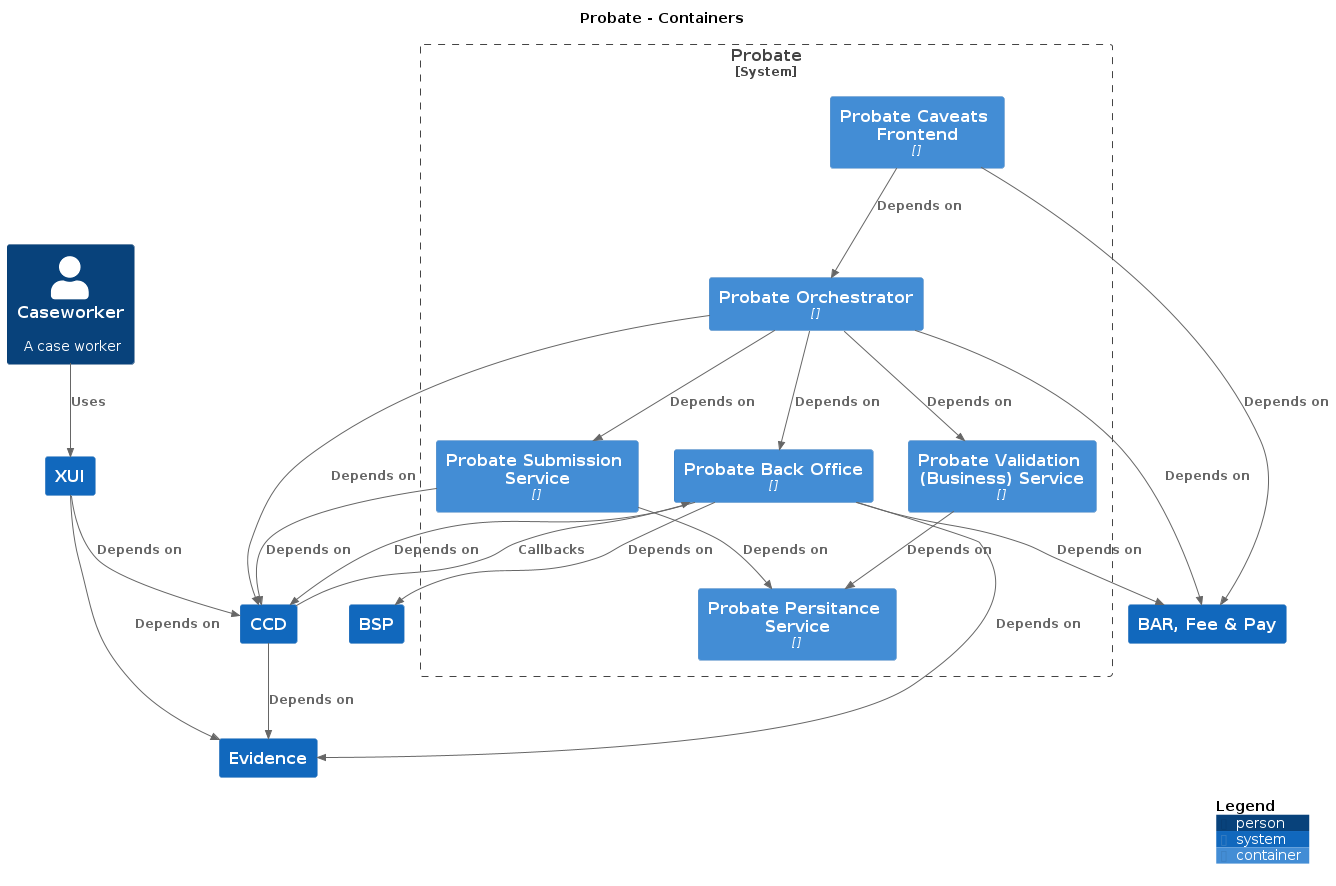 Probate - Containers
Probate
[System]
Probate Caveats
Frontend
[]
Depends on
Probate Orchestrator
[]
Caseworker
A case worker
Uses
Depends on
Depends on
Depends on
Depends on
Probate Submission
Service
[]
Probate Back Office
[]
Probate Validation
(Business) Service
[]
XUI
Depends on
Depends on
Depends on
Depends on
Depends on
Callbacks
Depends on
Depends on
Depends on
Depends on
Depends on
CCD
BSP
Probate Persitance
Service
[]
Depends on
BAR, Fee & Pay
Depends on
Evidence
Legend
person
system
container